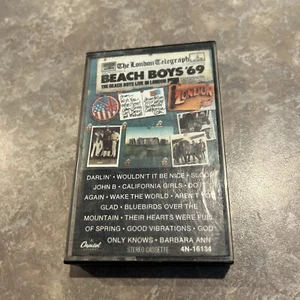 The London Telegraph
BEACH BOYS '69
THE BEACH BOYS LIVE IN LONDON
LONDON
DARLIN' • WOULDN'T IT BE NICE • SLOOP
JOHN B • CALIFORNIA GIRLS • DO IT
AGAIN • WAKE THE WORLD • AREN'T YOU
GLAD • BLUEBIRDS OVER THE
MOUNTAIN • THEIR HEARTS WERE FULL
OF SPRING • GOOD VIBRATIONS • GOD
ONLY KNOWS • BARBARA ANN
Capitol
STEREO CASSETTE
4N-16134